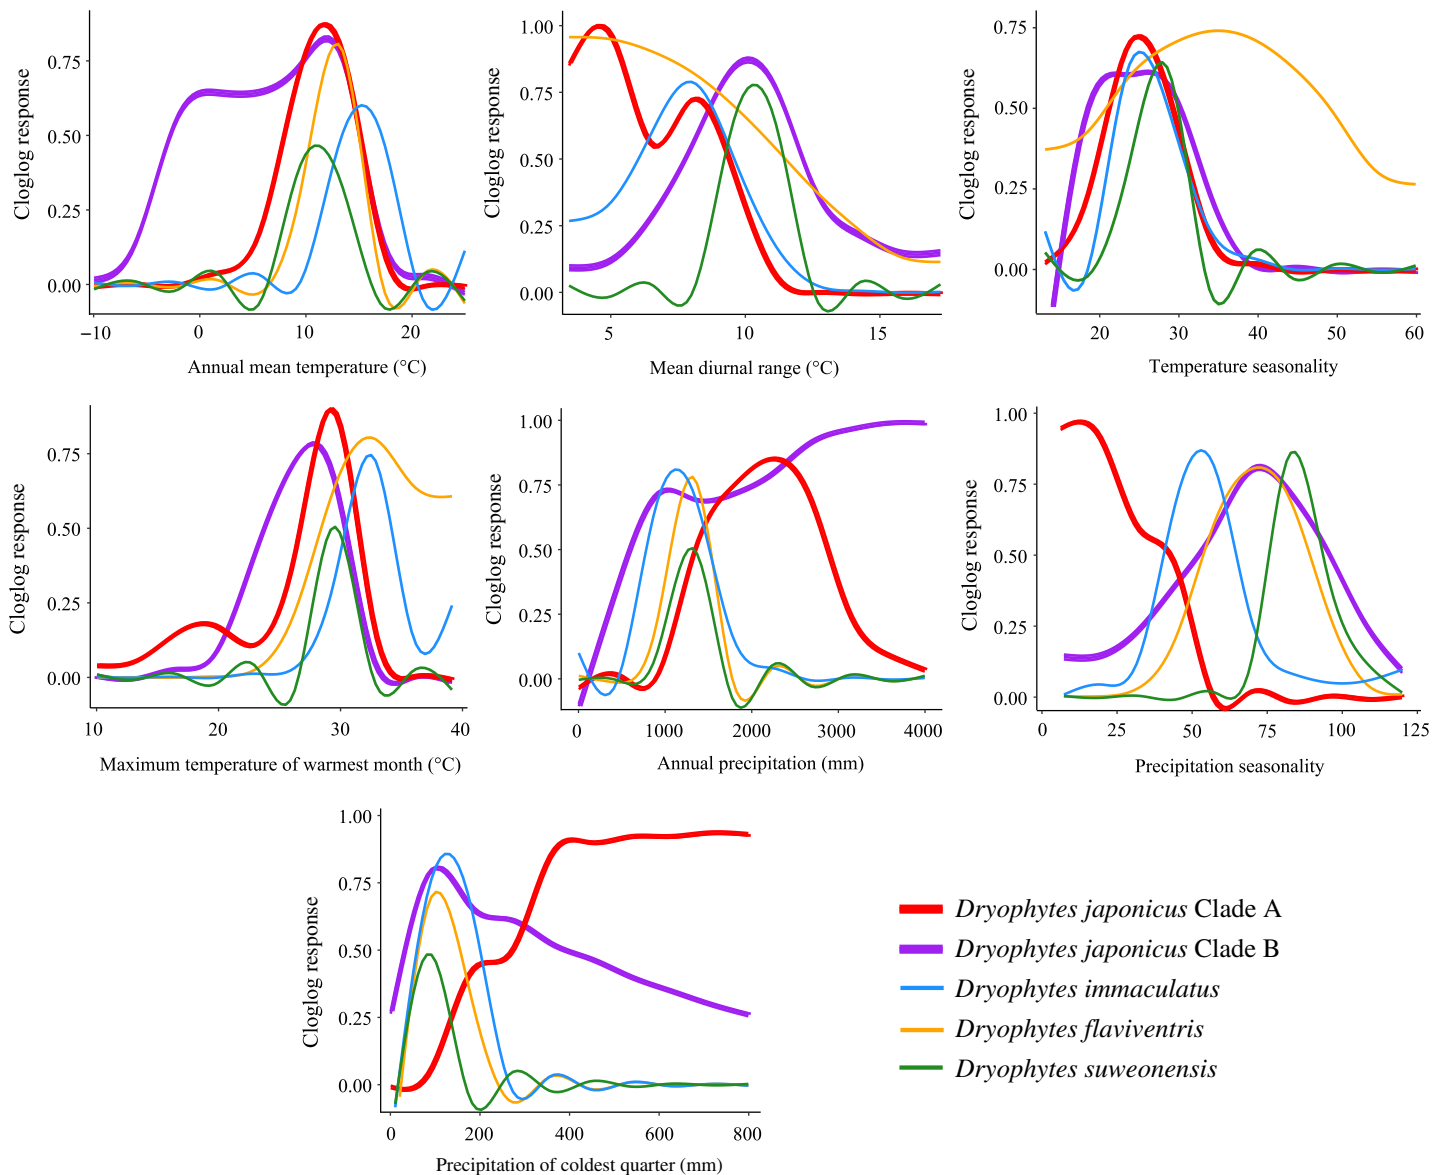 Cloglog response
0.75
0.50
0.25
0.00
−10 0 10 20
Annual mean temperature (°C)
Cloglog response
1.00
0.75
0.50
0.25
0.00
5 10 15
Mean diurnal range (°C)
Cloglog response
0.75
0.50
0.25
0.00
20 30 40 50 60
Temperature seasonality
Cloglog response
0.75
0.50
0.25
0.00
10 20 30 40
Maximum temperature of warmest month (°C)
Cloglog response
1.00
0.75
0.50
0.25
0.00
0 1000 2000 3000 4000
Annual precipitation (mm)
Cloglog response
1.00
0.75
0.50
0.25
0.00
0 25 50 75 100 125
Precipitation seasonality
Cloglog response
1.00
0.75
0.50
0.25
0.00
0 200 400 600 800
Precipitation of coldest quarter (mm)
Dryophytes japonicus Clade A
Dryophytes japonicus Clade B
Dryophytes immaculatus
Dryophytes flaviventris
Dryophytes suweonensis